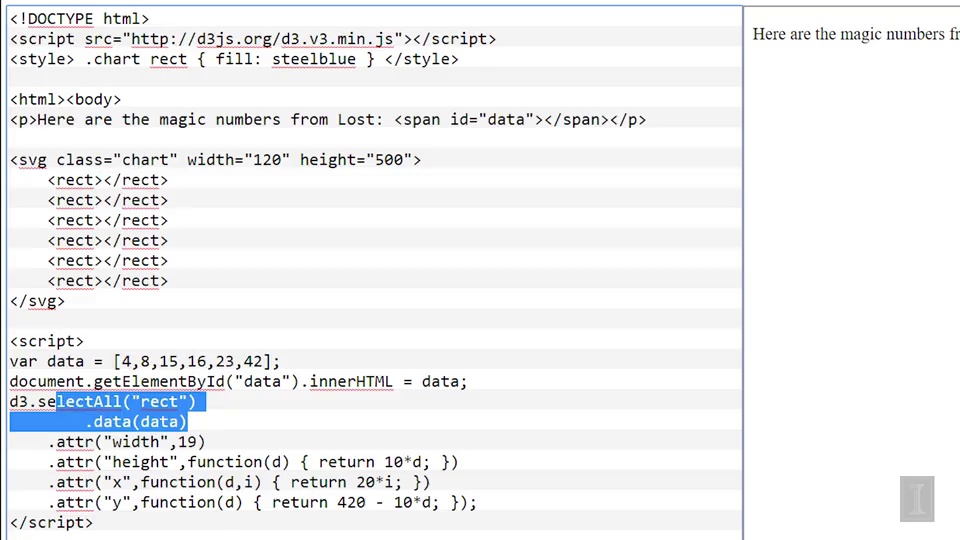 <!DOCTYPE html>
<script src="http://d3js.org/d3.v3.min.js"></script>
<style> .chart rect { fill: steelblue } </style>
<html><body>
<p>Here are the magic numbers from Lost: <span id="data"></span></p>
<svg class="chart" width="120" height="500">
<rect></rect>
<rect></rect>
<rect></rect>
<rect></rect>
<rect></rect>
<rect></rect>
</svg>
<script>
var data = [4,8,15,16,23,42];
document.getElementById("data").innerHTML = data;
d3.selectAll("rect")
.data(data)
.attr("width",19)
.attr("height",function(d) { return 10*d; })
.attr("x",function(d,i) { return 20*i; })
.attr("y",function(d) { return 420 - 10*d; });
</script>
Here are the magic numbers fr
I